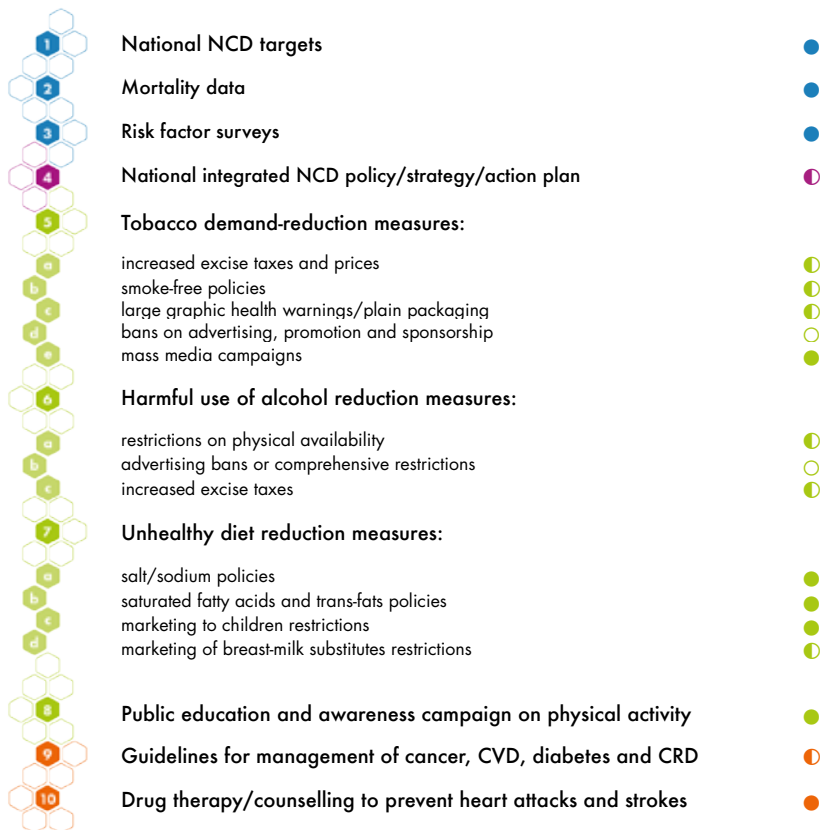 1 National NCD targets
2 Mortality data
3 Risk factor surveys
4 National integrated NCD policy/strategy/action plan
5 Tobacco demand-reduction measures:
a increased excise taxes and prices
b smoke-free policies
c large graphic health warnings/plain packaging
d bans on advertising, promotion and sponsorship
e mass media campaigns
6 Harmful use of alcohol reduction measures:
a restrictions on physical availability
b advertising bans or comprehensive restrictions
c increased excise taxes
7 Unhealthy diet reduction measures:
a salt/sodium policies
b saturated fatty acids and trans-fats policies
c marketing to children restrictions
d marketing of breast-milk substitutes restrictions
8 Public education and awareness campaign on physical activity
9 Guidelines for management of cancer, CVD, diabetes and CRD
10 Drug therapy/counselling to prevent heart attacks and strokes